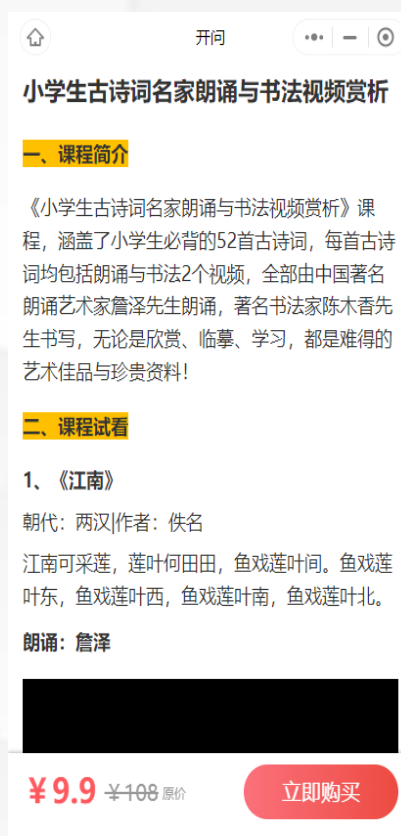 开问
小学生古诗词名家朗诵与书法视频赏析
一、课程简介
《小学生古诗词名家朗诵与书法视频赏析》课
程，涵盖了小学生必背的52首古诗词，每首古诗
词均包括朗诵与书法2个视频，全部由中国著名
朗诵艺术家詹泽先生朗诵，著名书法家陈木香先
生书写，无论是欣赏、临摹、学习，都是难得的
艺术佳品与珍贵资料！
二、课程试看
1、《江南》
朝代：两汉|作者：佚名
江南可采莲，莲叶何田田，鱼戏莲叶间。鱼戏莲
叶东，鱼戏莲叶西，鱼戏莲叶南，鱼戏莲叶北。
朗诵：詹泽
￥9.9 ￥108 原价 立即购买